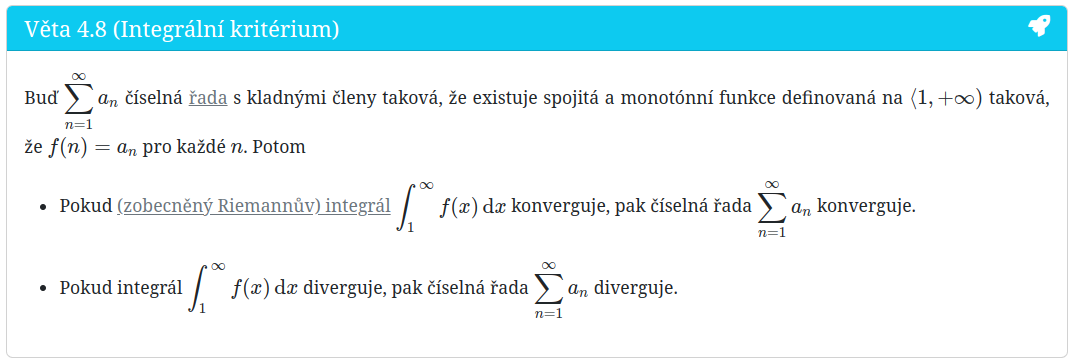 Věta 4.8 (Integrální kritérium)
Buď $\sum_{n=1}^{\infty} a_n$ číselná řada s kladnými členy taková, že existuje spojitá a monotónní funkce definovaná na $\langle 1, +\infty)$ taková,
že $f(n) = a_n$ pro každé $n$. Potom
• Pokud (zobecněný Riemannův) integrál $\int_1^{\infty} f(x)\,\mathrm{d}x$ konverguje, pak číselná řada $\sum_{n=1}^{\infty} a_n$ konverguje.
• Pokud integrál $\int_1^{\infty} f(x)\,\mathrm{d}x$ diverguje, pak číselná řada $\sum_{n=1}^{\infty} a_n$ diverguje.